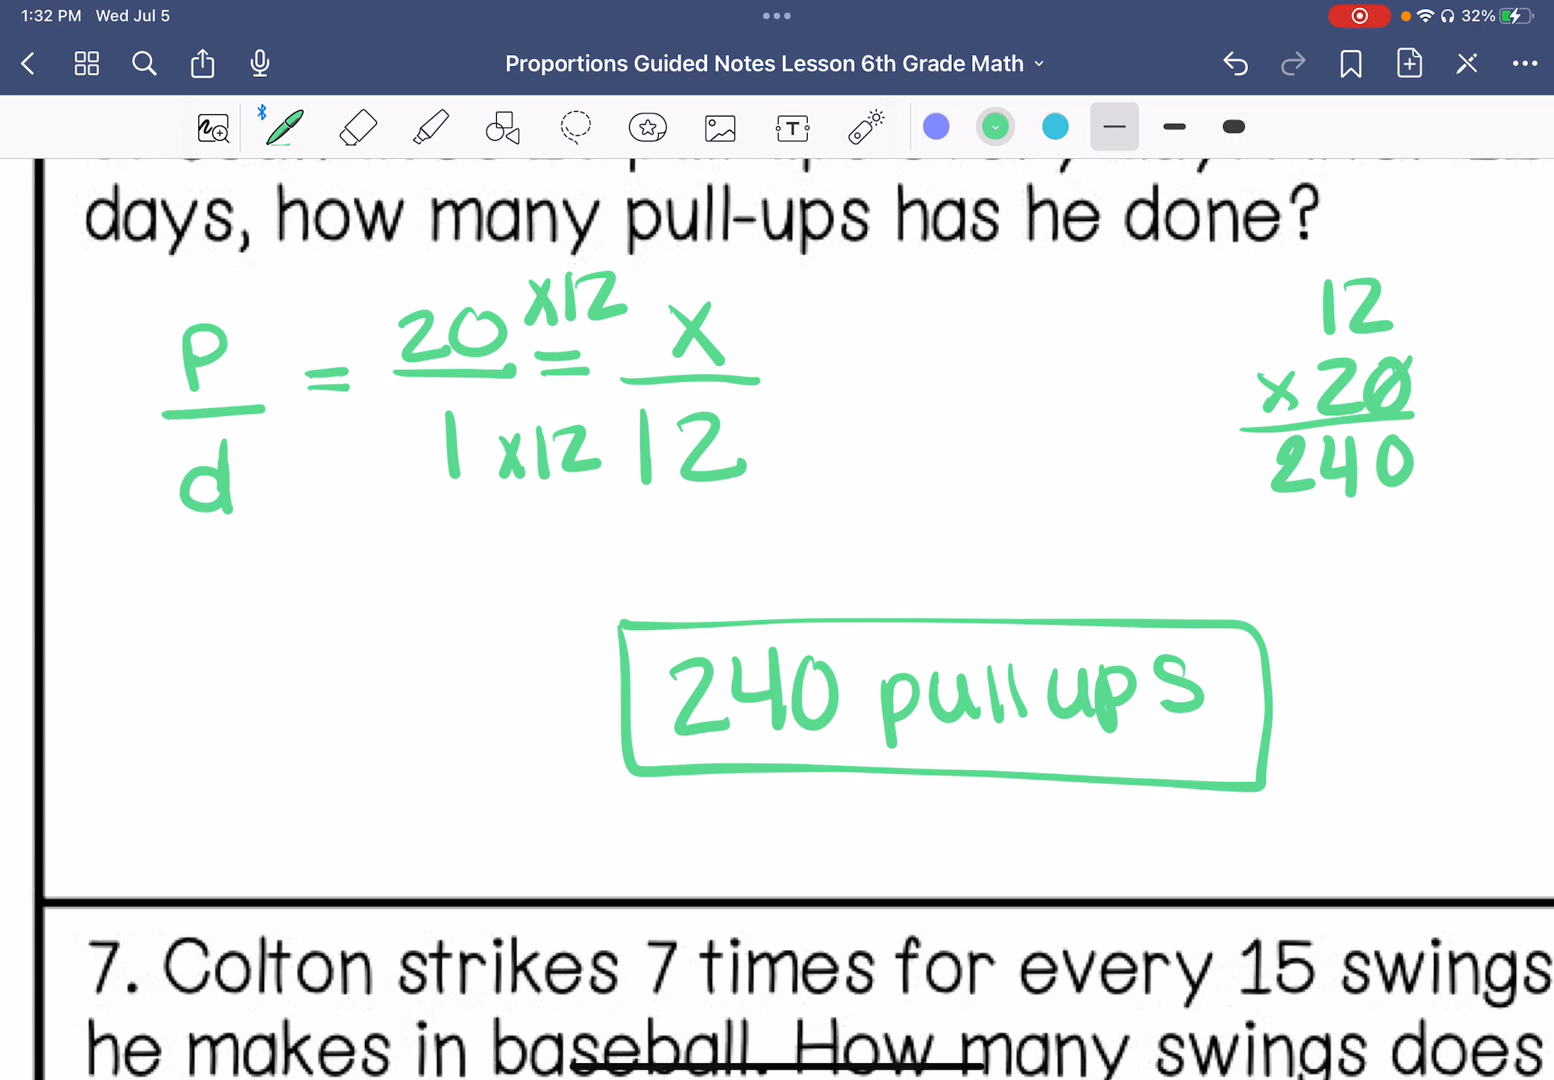 1:32 PM Wed Jul 5
32%
Proportions Guided Notes Lesson 6th Grade Math
T
days, how many pull-ups has he done?
P/d = 20/1 = x/12
x12
x12
12
x 20
240
240 pull ups
7. Colton strikes 7 times for every 15 swings
he makes in baseball. How many swings does